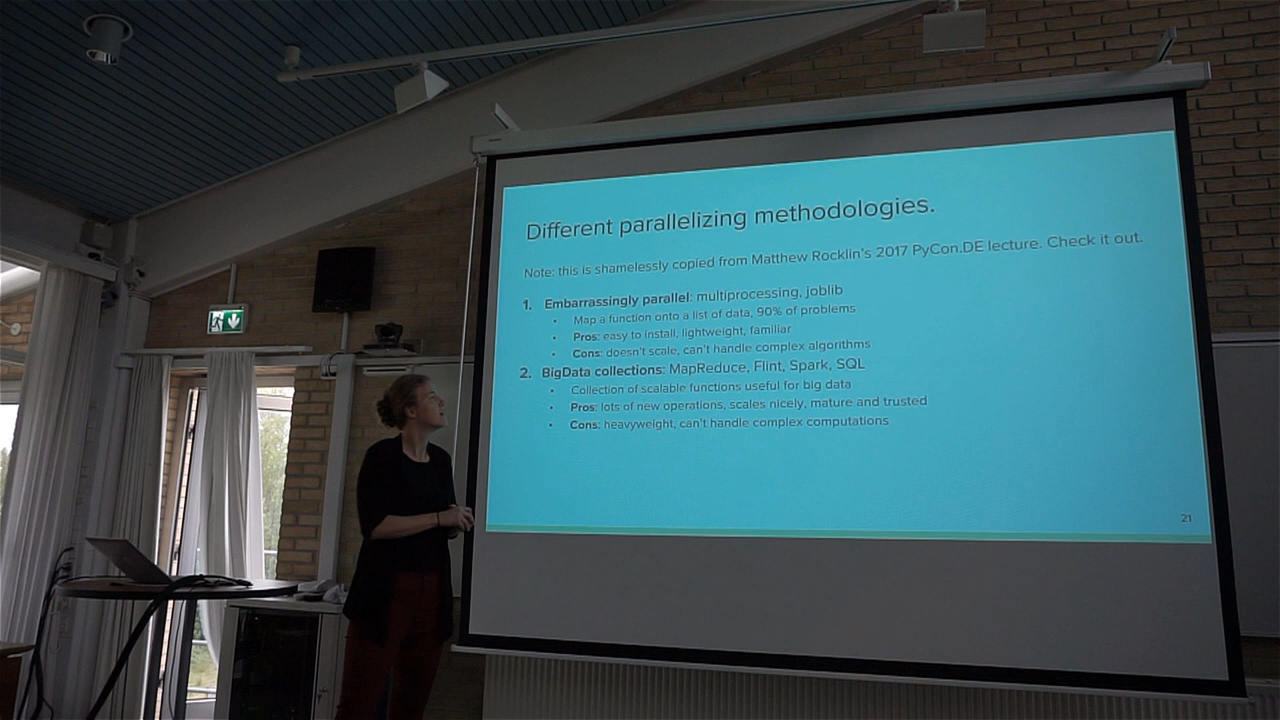 Different parallelizing methodologies.
Note: this is shamelessly copied from Matthew Rocklin's 2017 PyCon.DE lecture. Check it out.
1. Embarrassingly parallel: multiprocessing, joblib
• Map a function onto a list of data, 90% of problems
• Pros: easy to install, lightweight, familiar
• Cons: doesn't scale, can't handle complex algorithms
2. BigData collections: MapReduce, Flint, Spark, SQL
• Collection of scalable functions useful for big data
• Pros: lots of new operations, scales nicely, mature and trusted
• Cons: heavyweight, can't handle complex computations
21